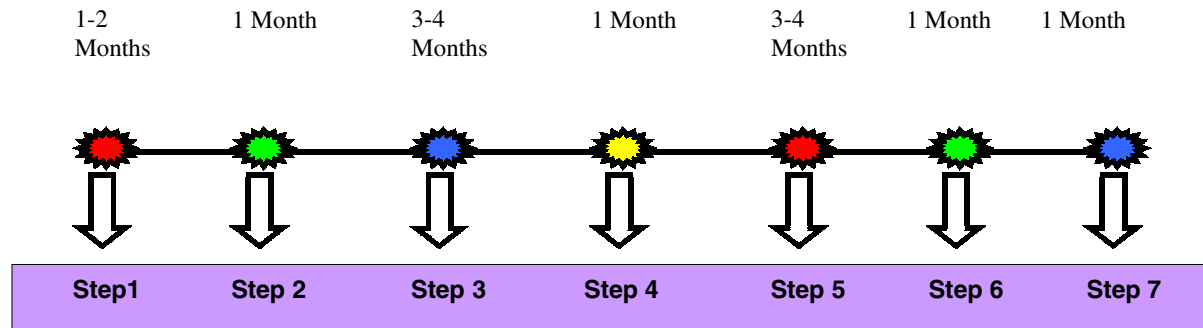 1-2 Months
1 Month
3-4 Months
1 Month
3-4 Months
1 Month
1 Month
Step1
Step 2
Step 3
Step 4
Step 5
Step 6
Step 7